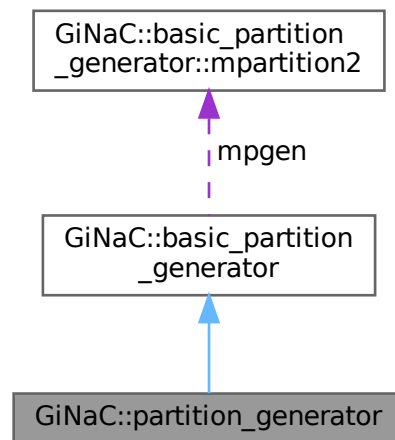 GiNaC::basic_partition
_generator::mpartition2
mpgen
GiNaC::basic_partition
_generator
GiNaC::partition_generator